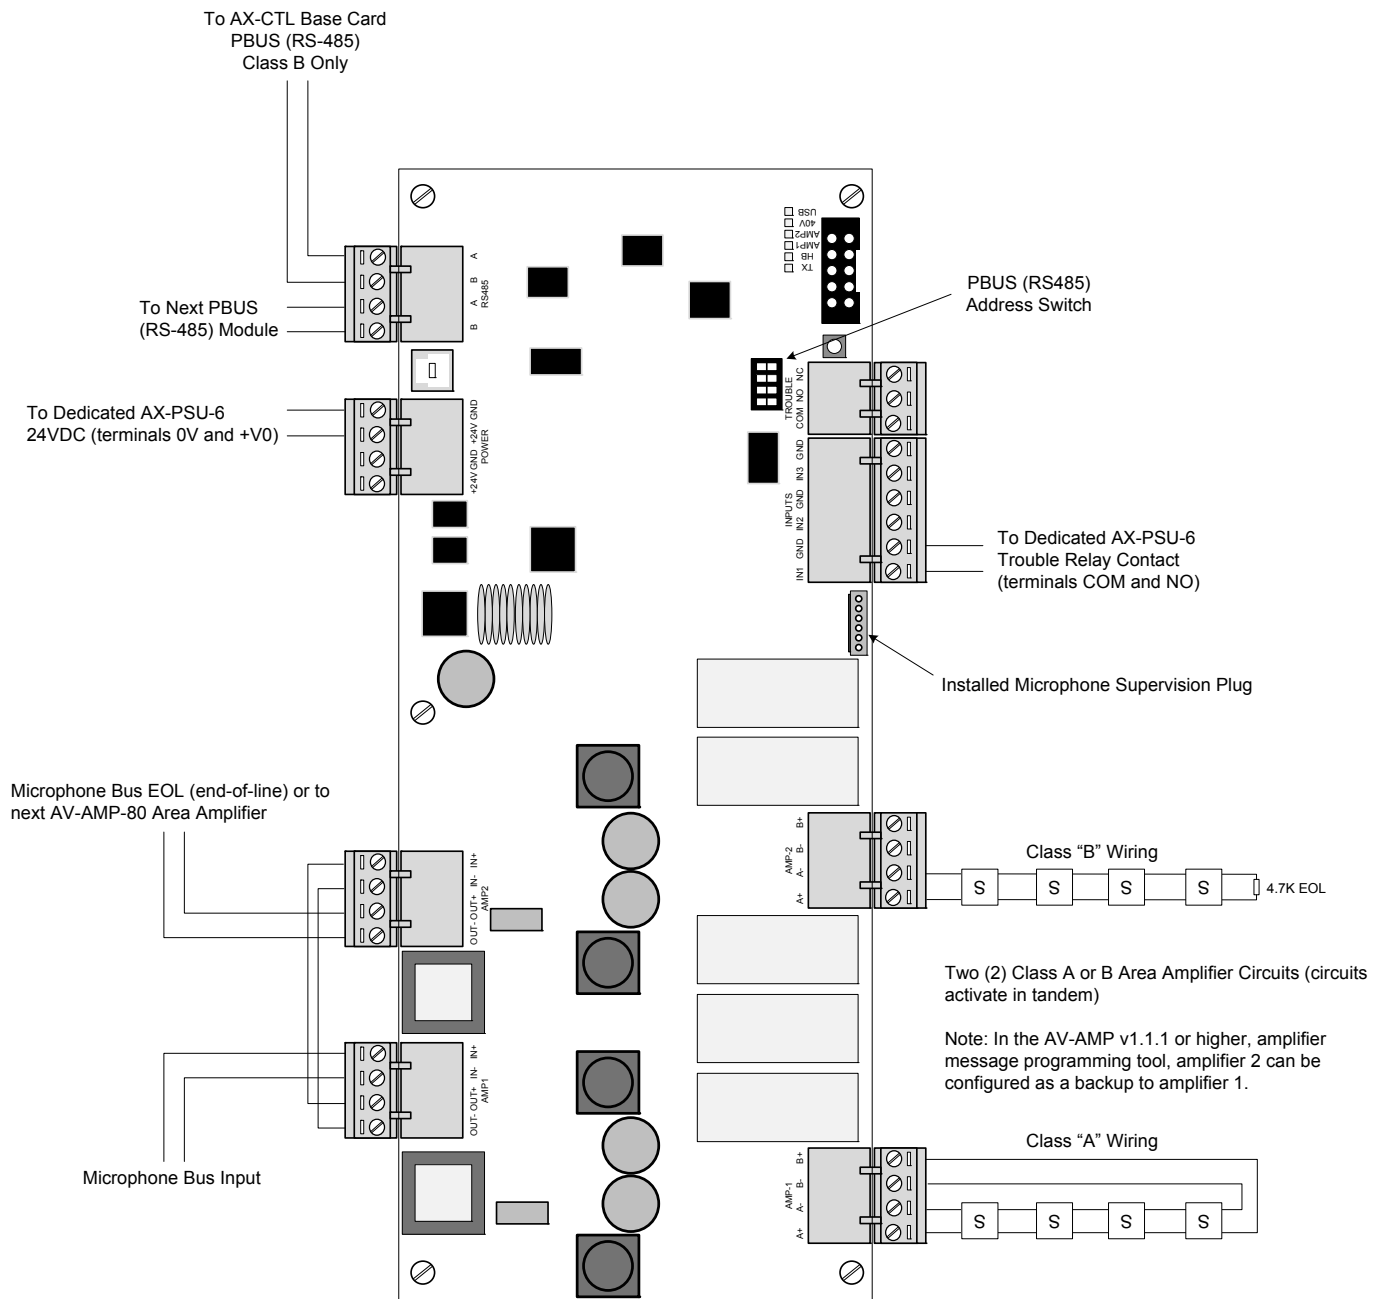 To AX-CTL Base Card
PBUS (RS-485)
Class B Only
USB
40V
AMP2
AMP1
HB
TX
PBUS (RS485)
Address Switch
A
B
A
B
RS485
To Next PBUS
(RS-485) Module
To Dedicated AX-PSU-6
24VDC (terminals 0V and +V0)
+24V GND +24V GND
POWER
COM NO NC
TROUBLE
IN1 GND IN2 GND IN3 GND
INPUTS
To Dedicated AX-PSU-6
Trouble Relay Contact
(terminals COM and NO)
Installed Microphone Supervision Plug
Microphone Bus EOL (end-of-line) or to
next AV-AMP-80 Area Amplifier
OUT- OUT+ IN- IN+
AMP2
A+ A- B- B+
AMP-2
Class “B” Wiring
S S S S
4.7K EOL
Two (2) Class A or B Area Amplifier Circuits (circuits
activate in tandem)
Note: In the AV-AMP v1.1.1 or higher, amplifier
message programming tool, amplifier 2 can be
configured as a backup to amplifier 1.
OUT- OUT+ IN- IN+
AMP1
Microphone Bus Input
Class “A” Wiring
A+ A- B- B+
AMP-1
S S S S